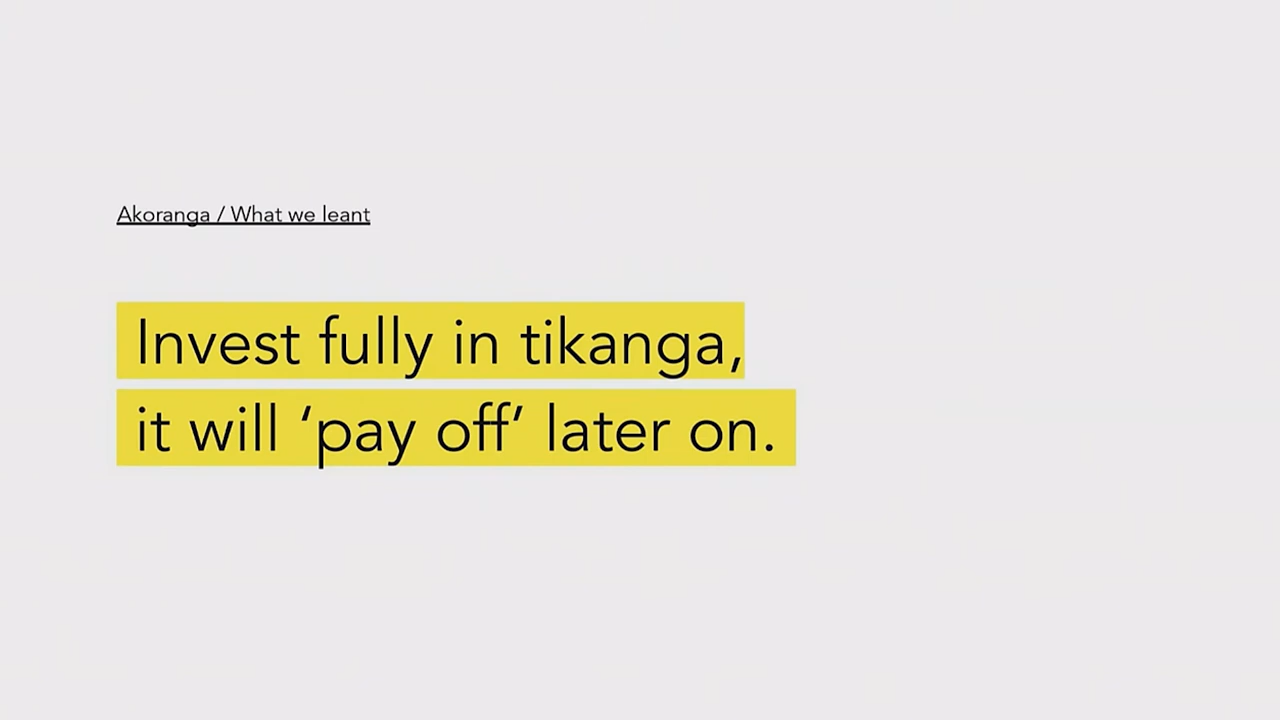 Akoranga / What we leant
Invest fully in tikanga,
it will ‘pay off’ later on.